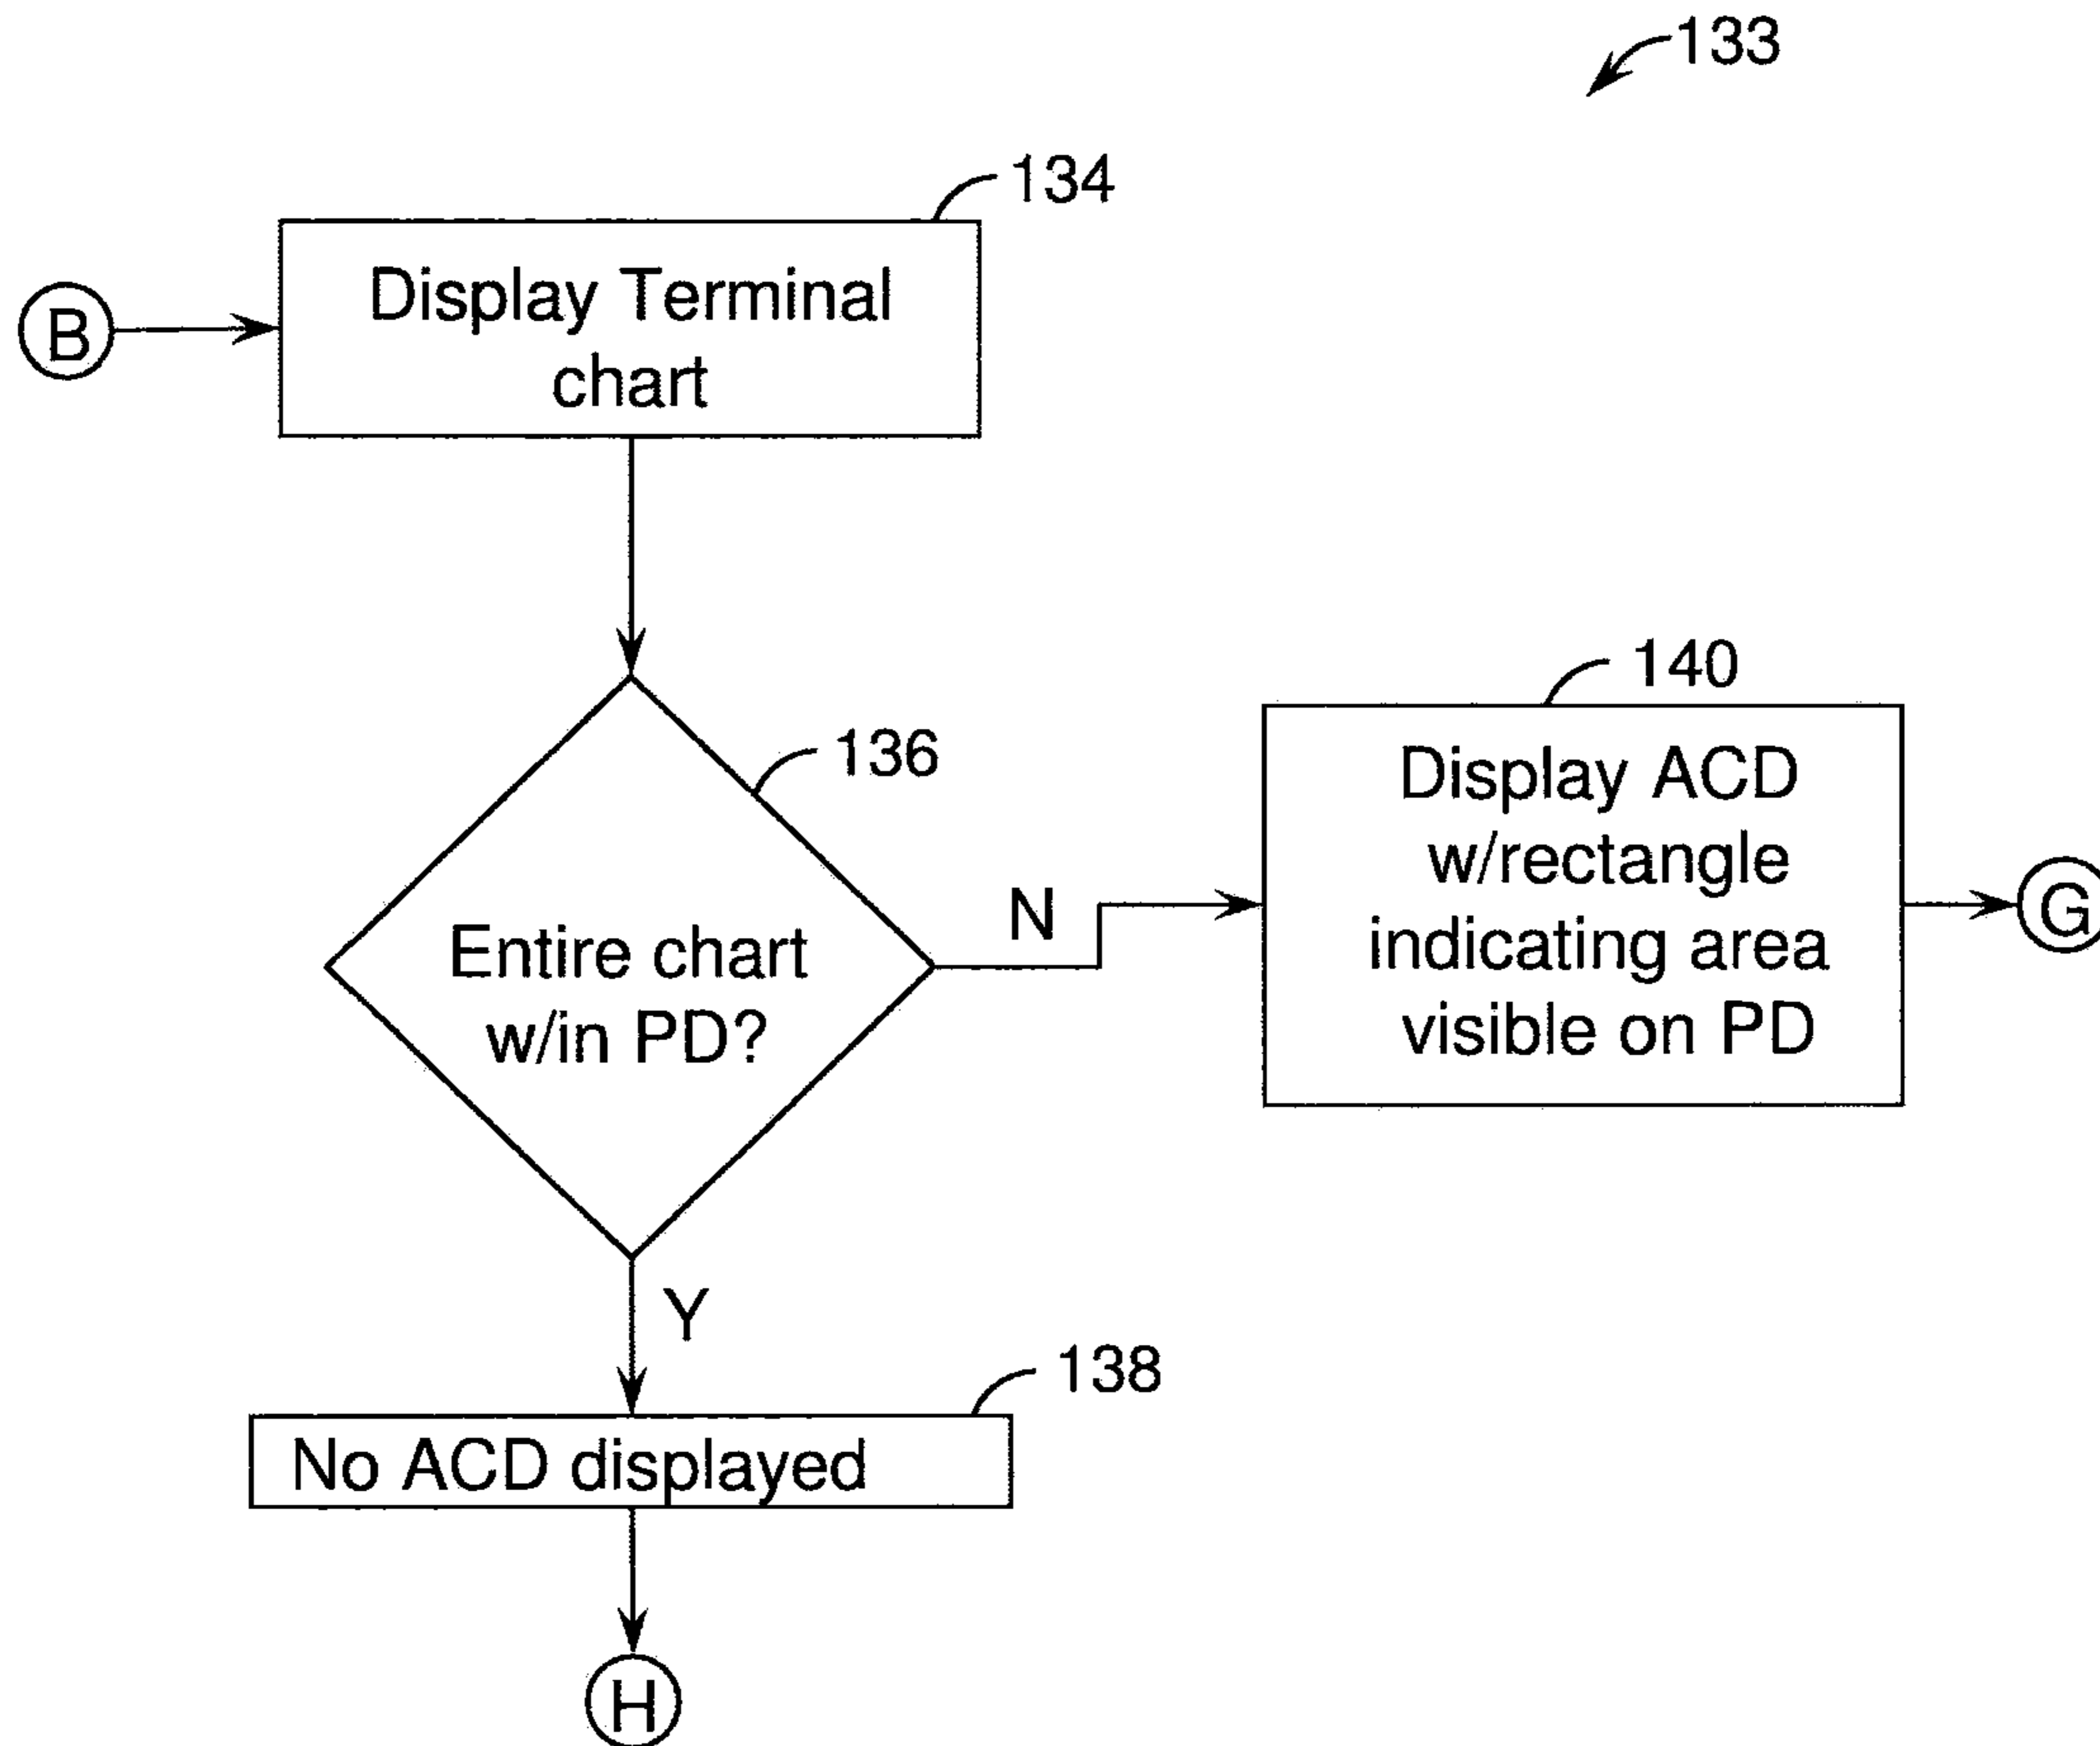 133
134
B
Display Terminal
chart
136
Entire chart
w/in PD?
N
140
Display ACD
w/rectangle
indicating area
visible on PD
G
Y
138
No ACD displayed
H